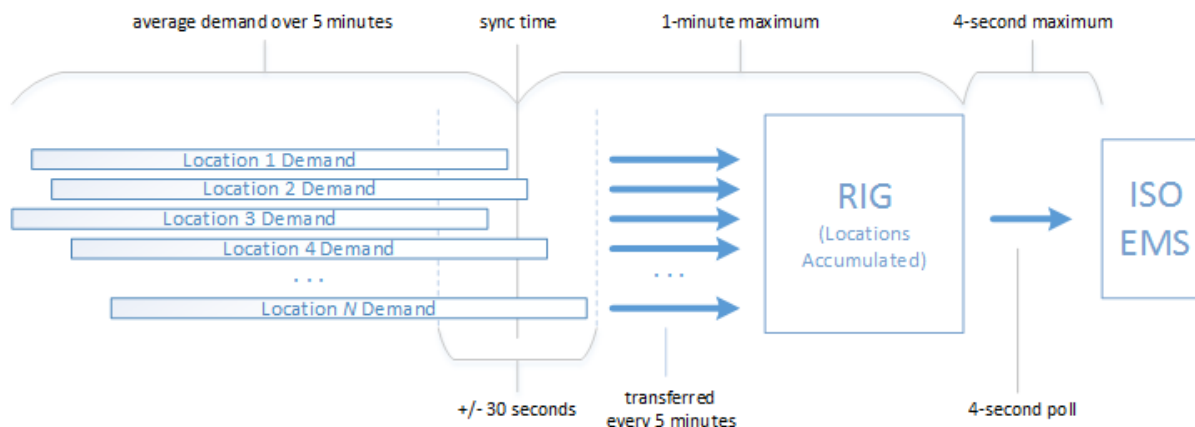 average demand over 5 minutes
sync time
1-minute maximum
4-second maximum
Location 1 Demand
Location 2 Demand
Location 3 Demand
Location 4 Demand
...
Location N Demand
...
RIG
(Locations
Accumulated)
ISO
EMS
+/- 30 seconds
transferred
every 5 minutes
4-second poll